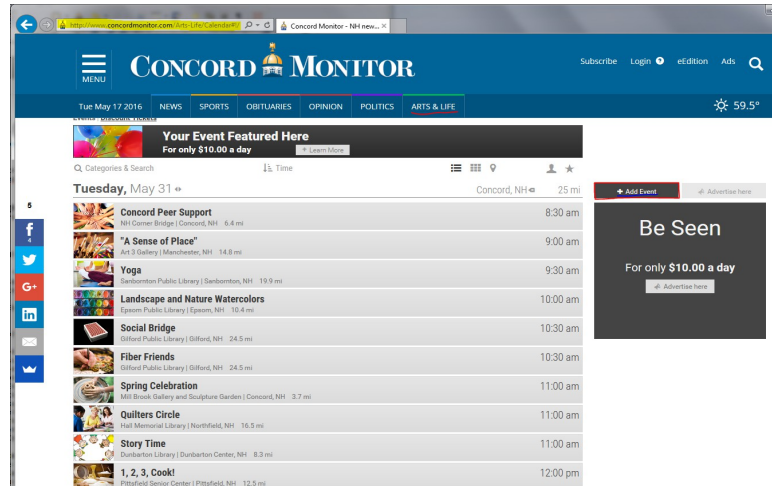 http://www.concordmonitor.com/Arts-Life/Calendar#!/
Concord Monitor - NH new...
MENU
CONCORD MONITOR
Subscribe Login eEdition Ads
Tue May 17 2016 NEWS SPORTS OBITUARIES OPINION POLITICS ARTS & LIFE 59.5°
Events | Discount Tickets
Your Event Featured Here
For only $10.00 a day
+ Learn More
Categories & Search Time
Tuesday, May 31 Concord, NH 25 mi
+ Add Event Advertise here
5
Concord Peer Support 8:30 am
NH Corner Bridge | Concord, NH 6.4 mi
4
"A Sense of Place" 9:00 am
Art 3 Gallery | Manchester, NH 14.8 mi
Yoga 9:30 am
Sanbornton Public Library | Sanbornton, NH 19.9 mi
Landscape and Nature Watercolors 10:00 am
Epsom Public Library | Epsom, NH 10.4 mi
Social Bridge 10:30 am
Gilford Public Library | Gilford, NH 24.5 mi
Fiber Friends 10:30 am
Gilford Public Library | Gilford, NH 24.5 mi
Spring Celebration 11:00 am
Mill Brook Gallery and Sculpture Garden | Concord, NH 3.7 mi
Quilters Circle 11:00 am
Hall Memorial Library | Northfield, NH 16.5 mi
Story Time 11:00 am
Dunbarton Library | Dunbarton Center, NH 8.3 mi
1, 2, 3, Cook! 12:00 pm
Pittsfield Senior Center | Pittsfield, NH 12.5 mi
Be Seen
For only $10.00 a day
Advertise here
f
G+
in